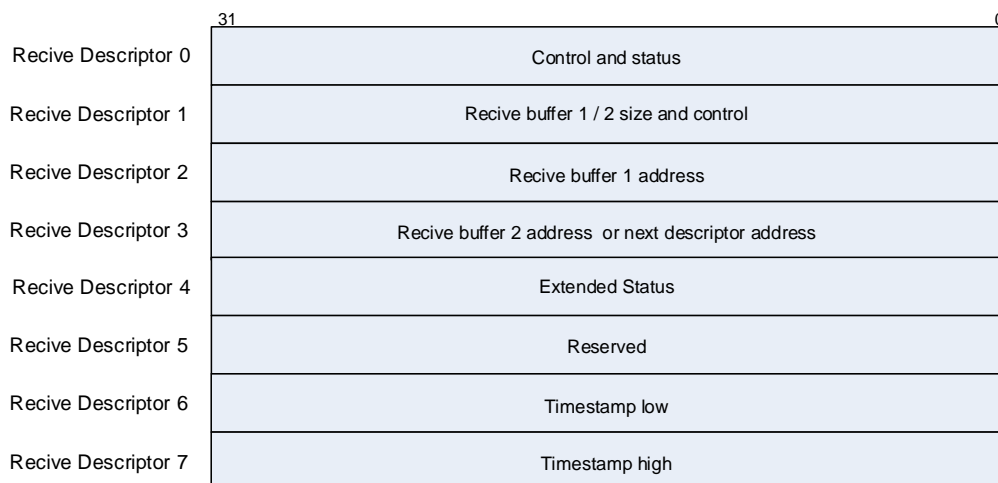 31 0
Recive Descriptor 0 Control and status
Recive Descriptor 1 Recive buffer 1 / 2 size and control
Recive Descriptor 2 Recive buffer 1 address
Recive Descriptor 3 Recive buffer 2 address or next descriptor address
Recive Descriptor 4 Extended Status
Recive Descriptor 5 Reserved
Recive Descriptor 6 Timestamp low
Recive Descriptor 7 Timestamp high